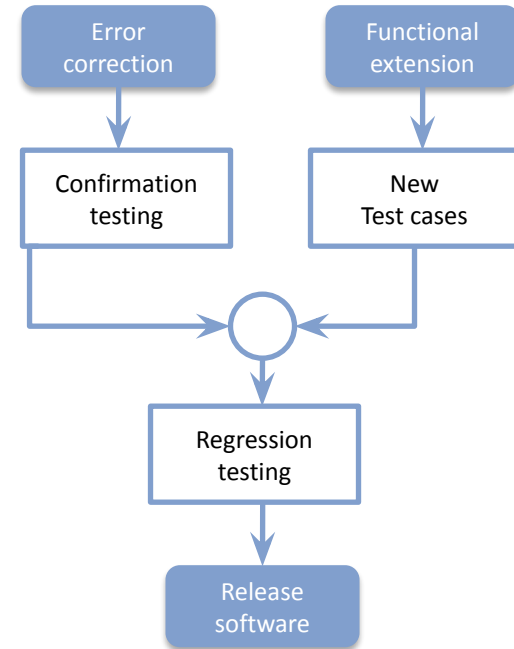 Error
correction
Functional
extension
Confirmation
testing
New
Test cases
Regression
testing
Release
software